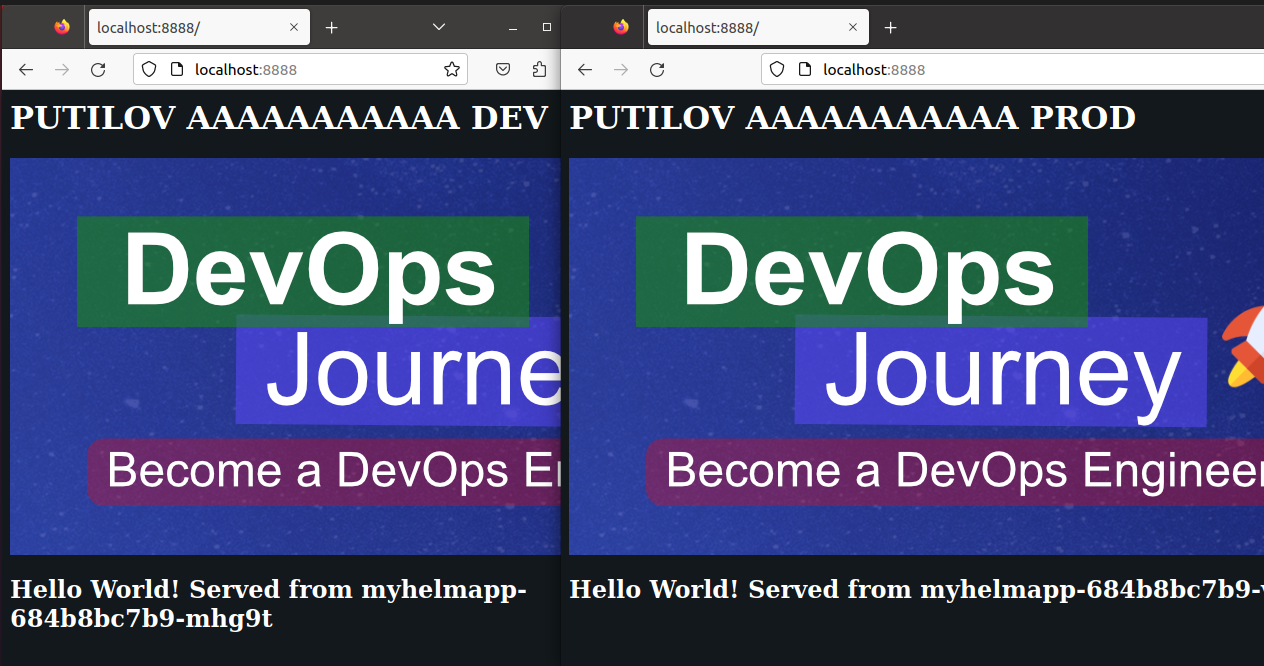 localhost:8888/
localhost:8888
PUTILOV AAAAAAAAAAA DEV
DevOps
Journe
Become a DevOps En
Hello World! Served from myhelmapp-
684b8bc7b9-mhg9t
localhost:8888/
localhost:8888
PUTILOV AAAAAAAAAAA PROD
DevOps
Journey
Become a DevOps Engineer
Hello World! Served from myhelmapp-684b8bc7b9-